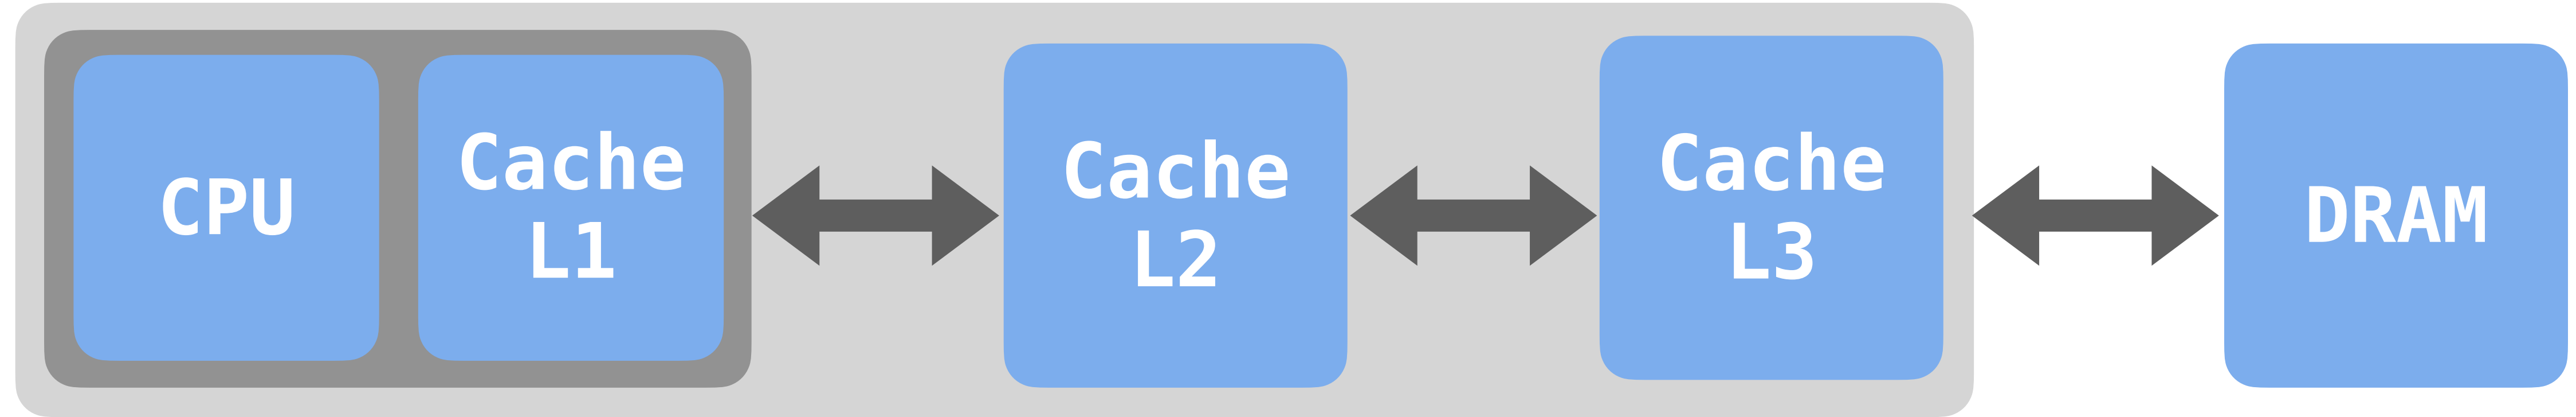 CPU
Cache
L1
Cache
L2
Cache
L3
DRAM